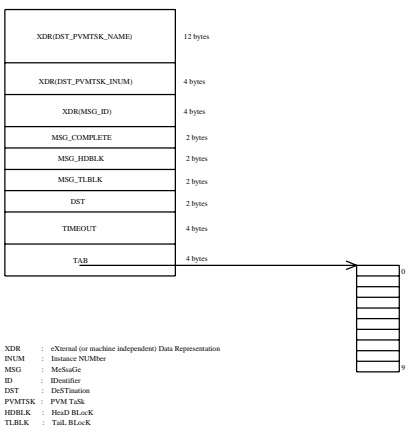 XDR(DST_PVMTSK_NAME) 12 bytes
XDR(DST_PVMTSK_INUM) 4 bytes
XDR(MSG_ID) 4 bytes
MSG_COMPLETE 2 bytes
MSG_HDBLK 2 bytes
MSG_TLBLK 2 bytes
DST 2 bytes
TIMEOUT 4 bytes
TAB 4 bytes
0
9
XDR : eXternal (or machine independent) Data Representation
INUM : Instance NUMber
MSG : MeSsaGe
ID : IDentifier
DST : DeSTination
PVMTSK : PVM TaSk
HDBLK : HeaD BLocK
TLBLK : TaiL BLocK